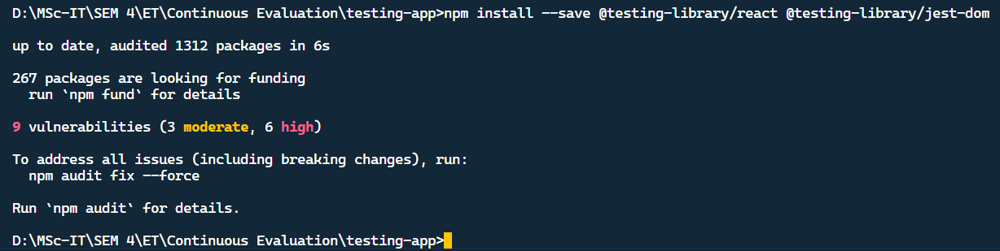 D:\MSc-IT\SEM 4\ET\Continuous Evaluation\testing-app>npm install --save @testing-library/react @testing-library/jest-dom
up to date, audited 1312 packages in 6s
267 packages are looking for funding
run `npm fund` for details
9 vulnerabilities (3 moderate, 6 high)
To address all issues (including breaking changes), run:
npm audit fix --force
Run `npm audit` for details.
D:\MSc-IT\SEM 4\ET\Continuous Evaluation\testing-app>